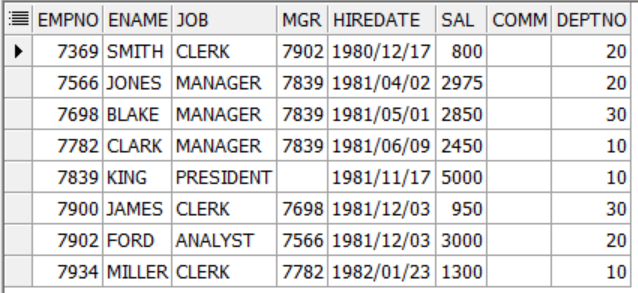 EMPNO ENAME JOB MGR HIREDATE SAL COMM DEPTNO
7369 SMITH CLERK 7902 1980/12/17 800 20
7566 JONES MANAGER 7839 1981/04/02 2975 20
7698 BLAKE MANAGER 7839 1981/05/01 2850 30
7782 CLARK MANAGER 7839 1981/06/09 2450 10
7839 KING PRESIDENT 1981/11/17 5000 10
7900 JAMES CLERK 7698 1981/12/03 950 30
7902 FORD ANALYST 7566 1981/12/03 3000 20
7934 MILLER CLERK 7782 1982/01/23 1300 10